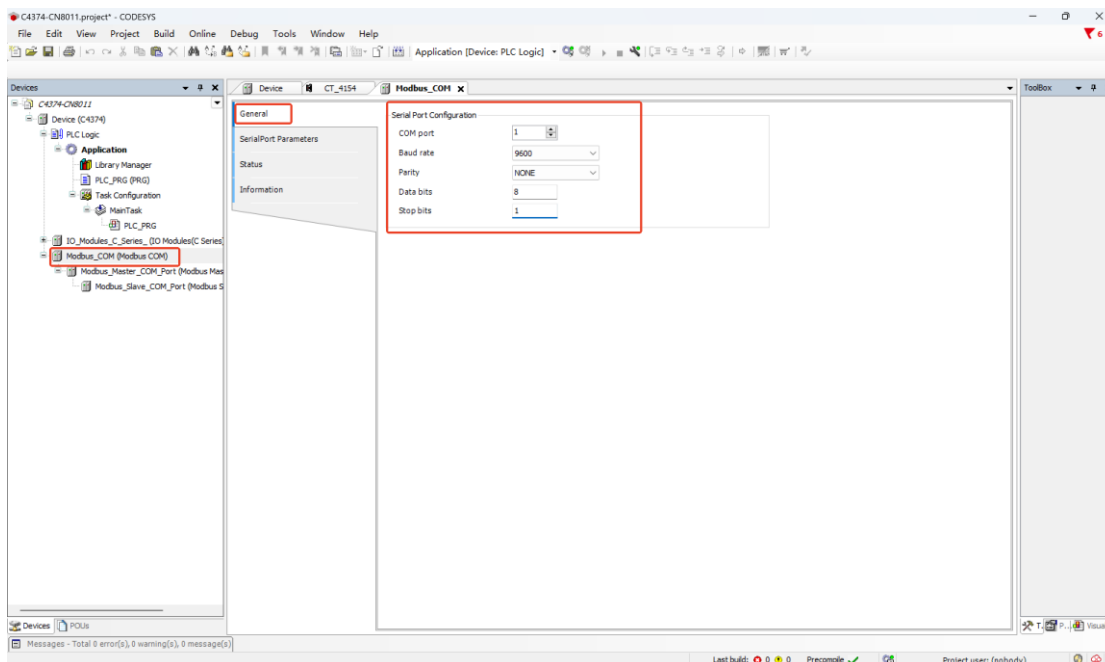 C4374-CN8011.project* - CODESYS
File Edit View Project Build Online Debug Tools Window Help
6
Application [Device: PLC Logic]
Devices
Device CT_4154 Modbus_COM
ToolBox
C4374-CN8011
Device (C4374)
PLC Logic
Application
Library Manager
PLC_PRG (PRG)
Task Configuration
MainTask
PLC_PRG
IO_Modules_C_Series_ (IO Modules(C Series)
Modbus_COM (Modbus COM)
Modbus_Master_COM_Port (Modbus Mas
Modbus_Slave_COM_Port (Modbus S
General
SerialPort Parameters
Status
Information
Serial Port Configuration
COM port 1
Baud rate 9600
Parity NONE
Data bits 8
Stop bits 1
Devices POUs
T. P... Visua
Messages - Total 0 error(s), 0 warning(s), 0 message(s)
Last build: 0 0 Precompile Project user: (nobody)